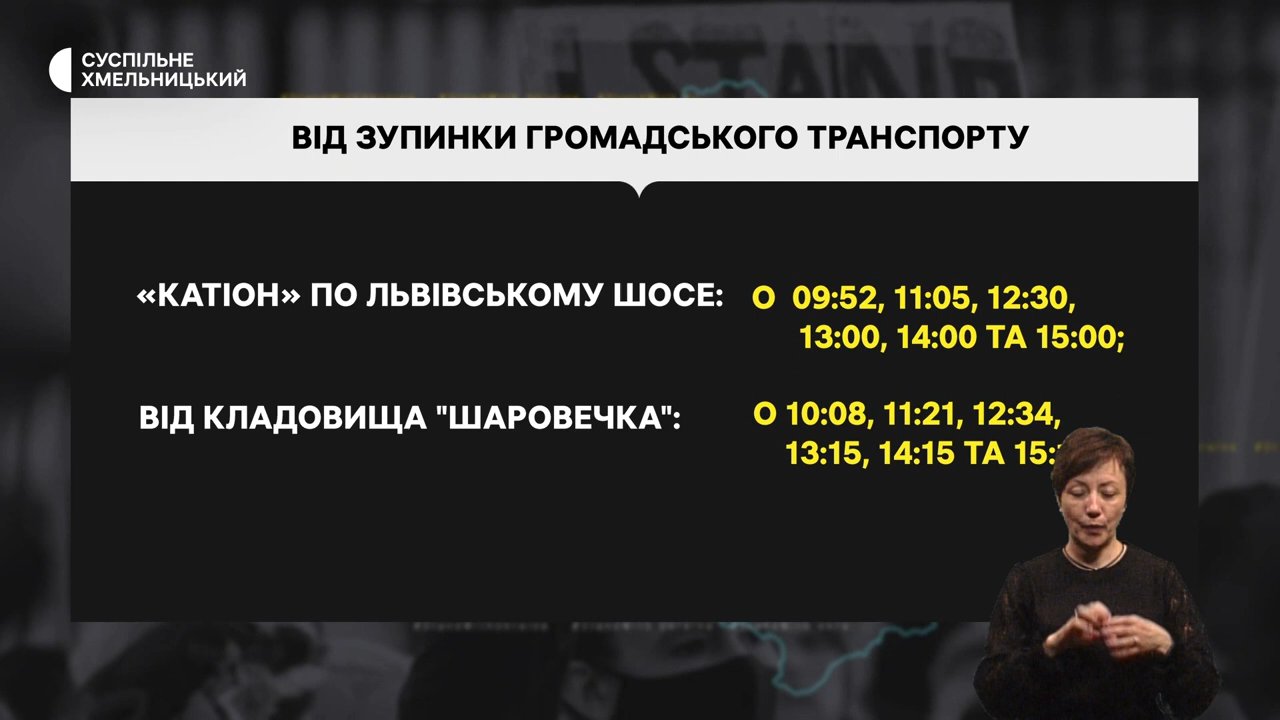 СУСПІЛЬНЕ
ХМЕЛЬНИЦЬКИЙ
STAND
ВІД ЗУПИНКИ ГРОМАДСЬКОГО ТРАНСПОРТУ
«КАТІОН» ПО ЛЬВІВСЬКОМУ ШОСЕ:
О 09:52, 11:05, 12:30,
13:00, 14:00 ТА 15:00;
ВІД КЛАДОВИЩА "ШАРОВЕЧКА":
О 10:08, 11:21, 12:34,
13:15, 14:15 ТА